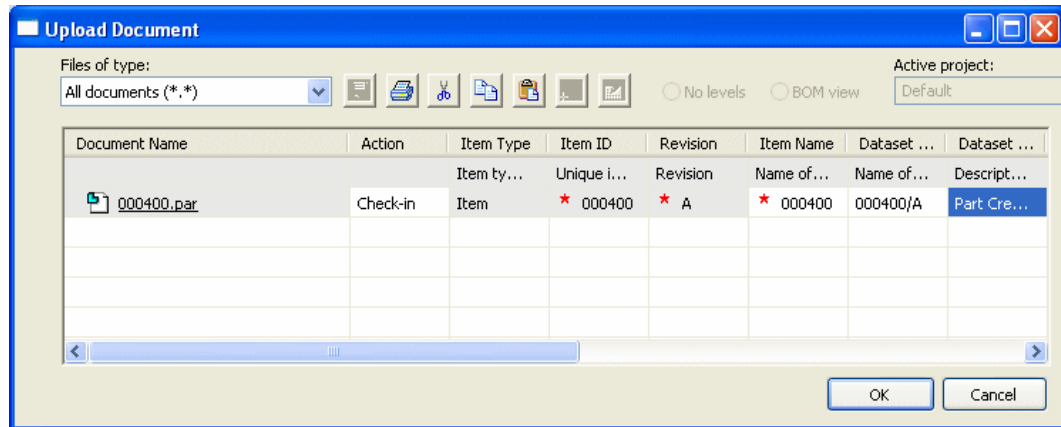 Upload Document
Files of type:
Active project:
All documents (*.*)
No levels
BOM view
Default
Document Name Action Item Type Item ID Revision Item Name Dataset ... Dataset ...
Item ty... Unique i... Revision Name of... Name of... Descript...
000400.par Check-in Item * 000400 * A * 000400 000400/A Part Cre...
OK Cancel